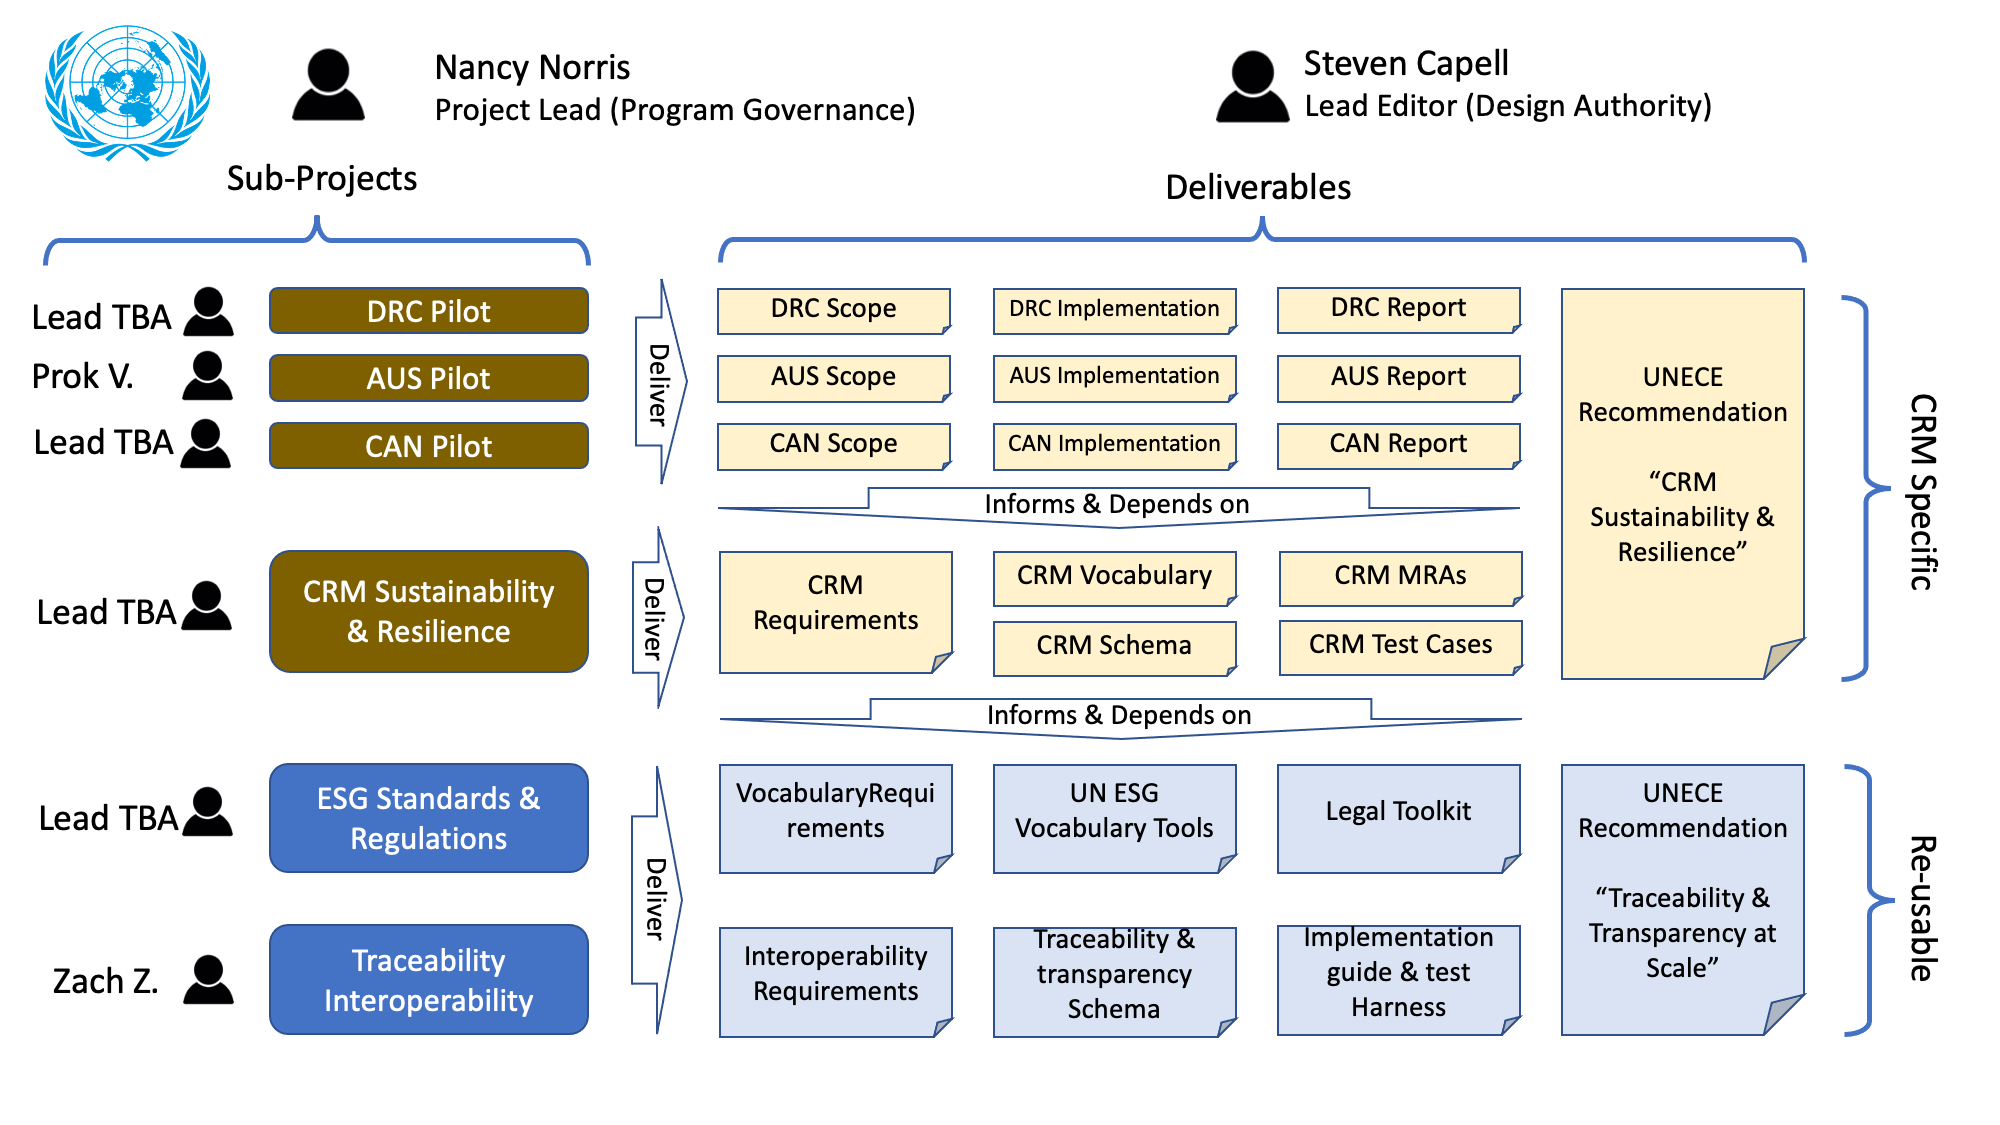 Nancy Norris
Project Lead (Program Governance)
Steven Capell
Lead Editor (Design Authority)
Sub-Projects
Deliverables
Lead TBA
DRC Pilot
Prok V.
AUS Pilot
Lead TBA
CAN Pilot
Deliver
DRC Scope
DRC Implementation
DRC Report
AUS Scope
AUS Implementation
AUS Report
CAN Scope
CAN Implementation
CAN Report
Informs & Depends on
UNECE
Recommendation
“CRM
Sustainability &
Resilience”
CRM Specific
Lead TBA
CRM Sustainability
& Resilience
Deliver
CRM
Requirements
CRM Vocabulary
CRM MRAs
CRM Schema
CRM Test Cases
Informs & Depends on
Lead TBA
ESG Standards &
Regulations
Zach Z.
Traceability
Interoperability
Deliver
VocabularyRequi
rements
UN ESG
Vocabulary Tools
Legal Toolkit
Interoperability
Requirements
Traceability &
transparency
Schema
Implementation
guide & test
Harness
UNECE
Recommendation
“Traceability &
Transparency at
Scale”
Re-usable